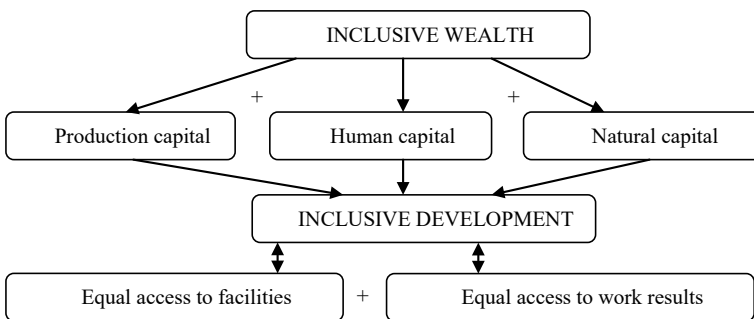 INCLUSIVE WEALTH
+ +
Production capital Human capital Natural capital
INCLUSIVE DEVELOPMENT
Equal access to facilities + Equal access to work results